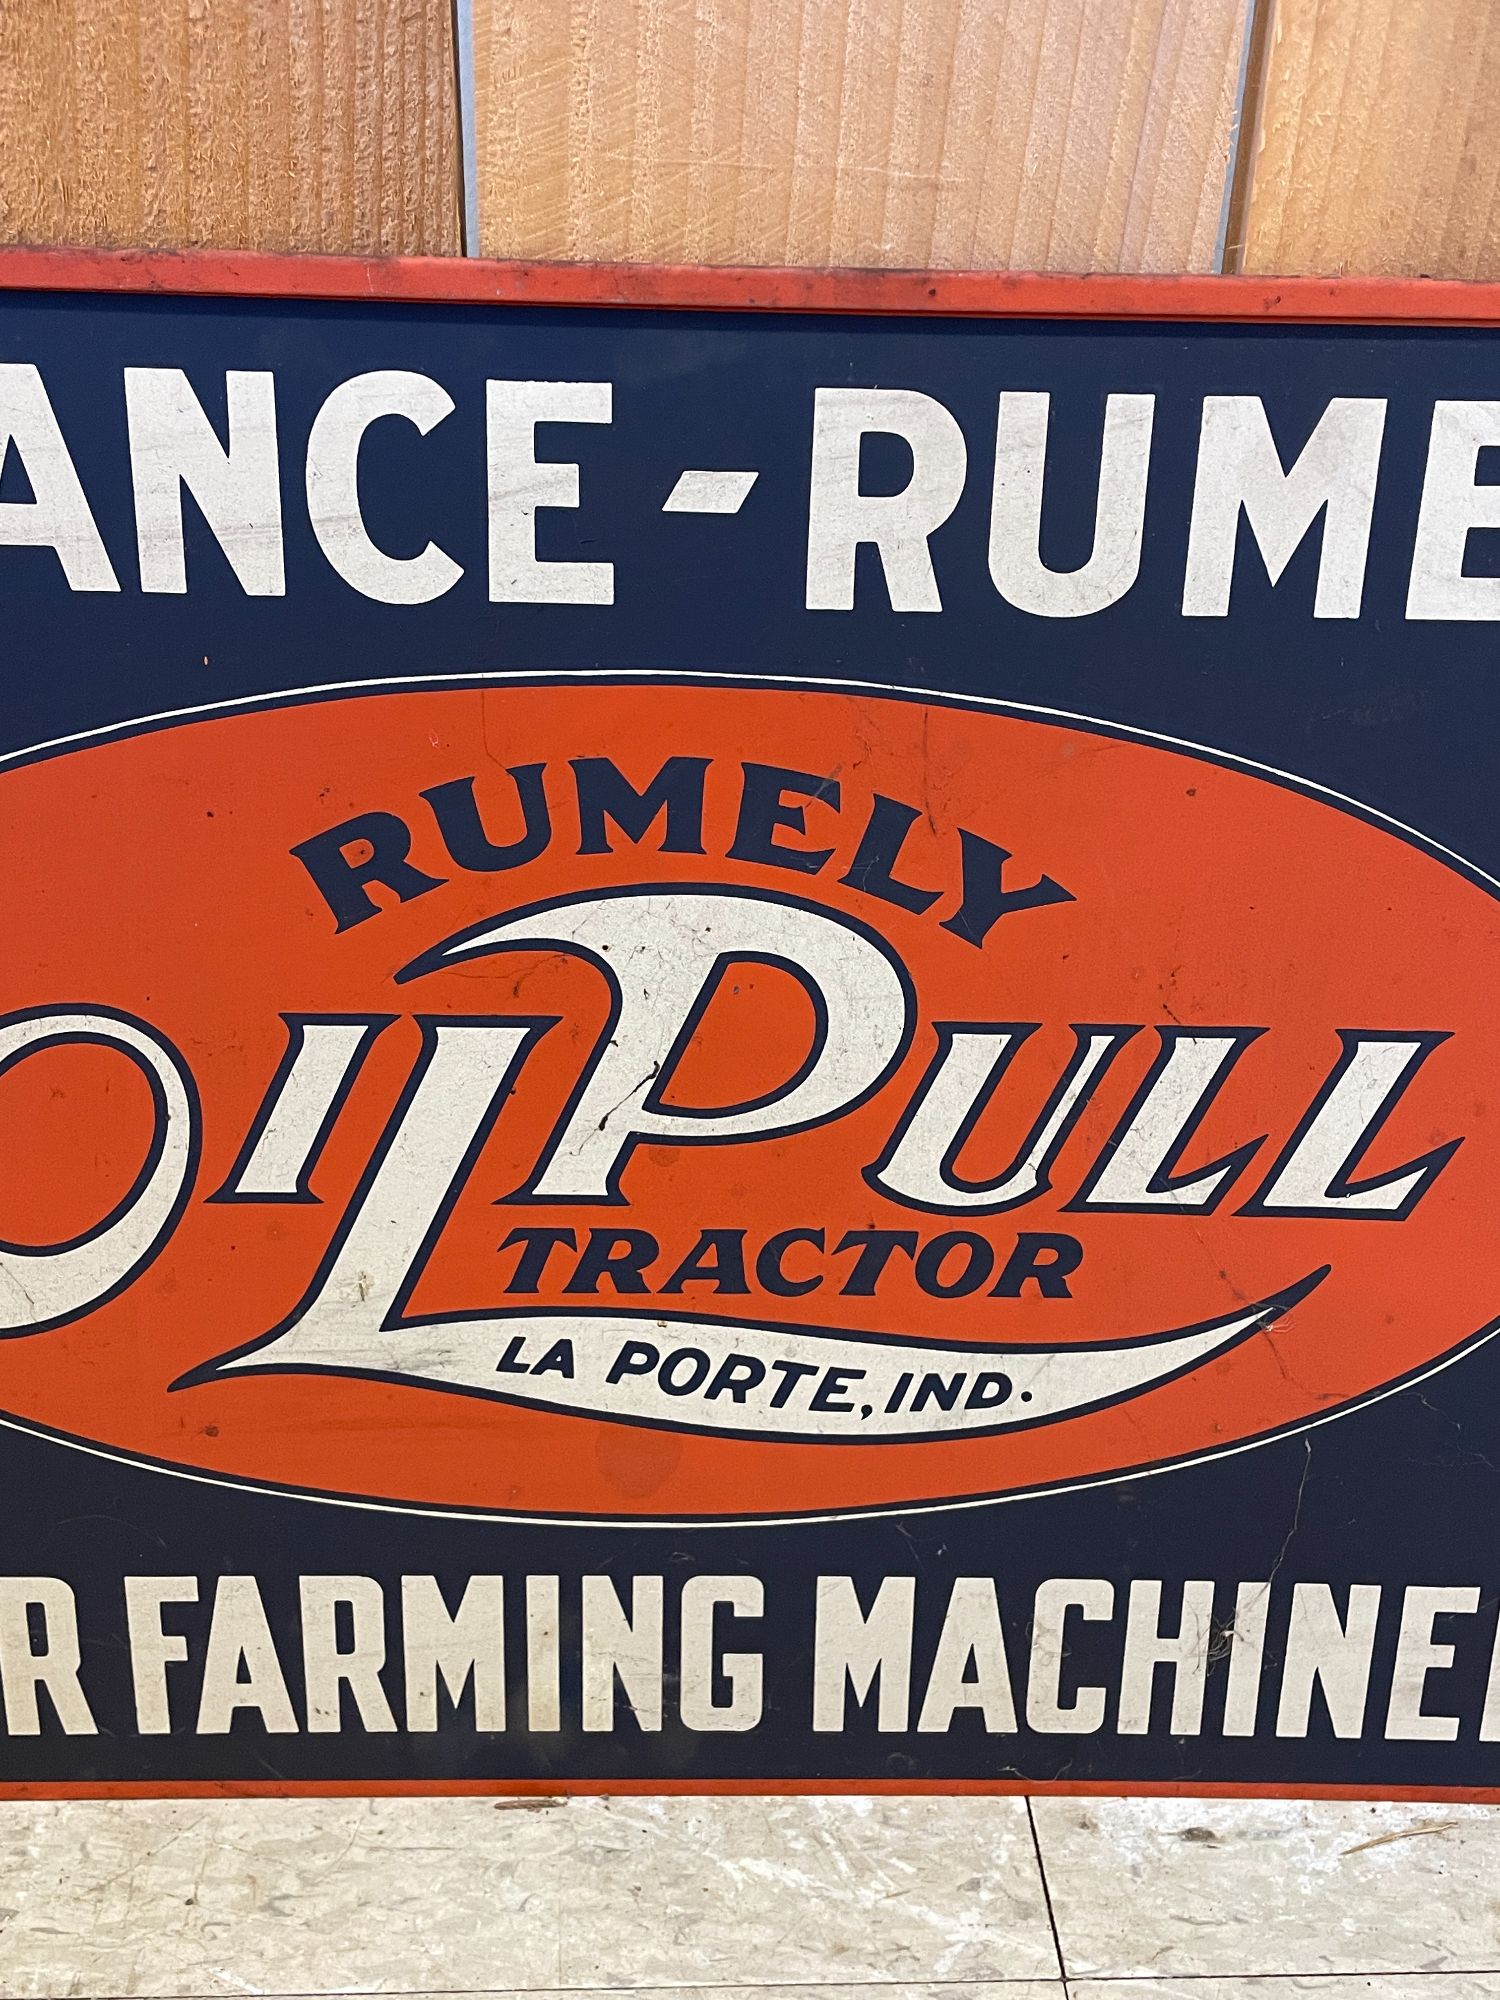 ANCE-RUME
RUMELY
OILPULL
TRACTOR
LA PORTE, IND.
R FARMING MACHINE